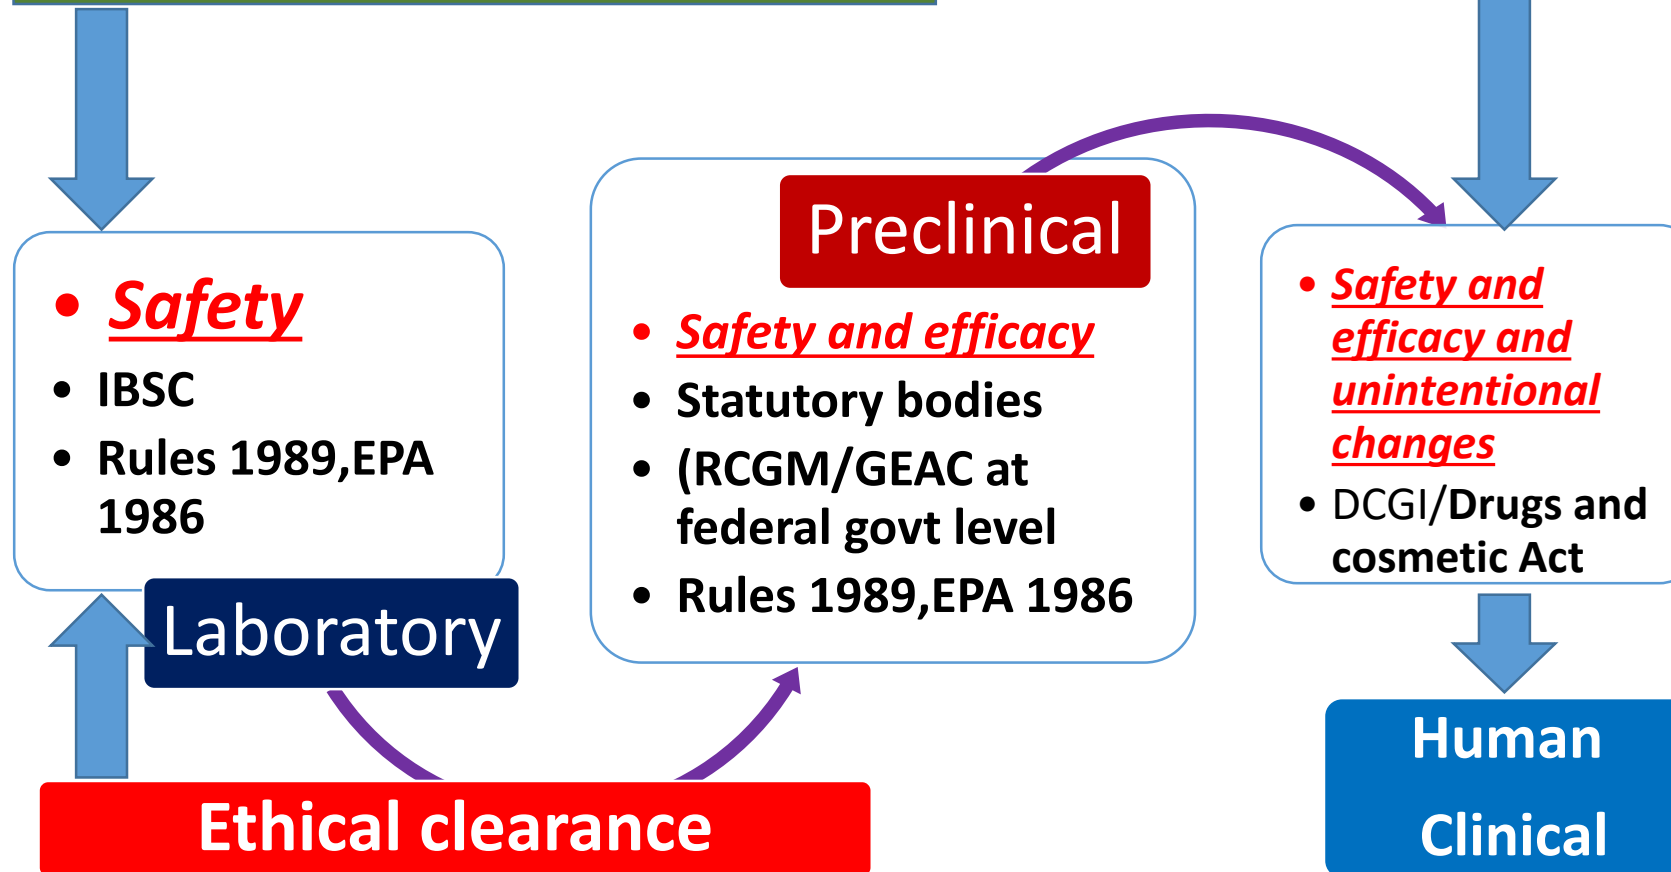 • Safety
• IBSC
• Rules 1989,EPA
1986
Laboratory
Preclinical
• Safety and efficacy
• Statutory bodies
• (RCGM/GEAC at
federal govt level
• Rules 1989,EPA 1986
• Safety and
efficacy and
unintentional
changes
• DCGI/Drugs and
cosmetic Act
Ethical clearance
Human
Clinical